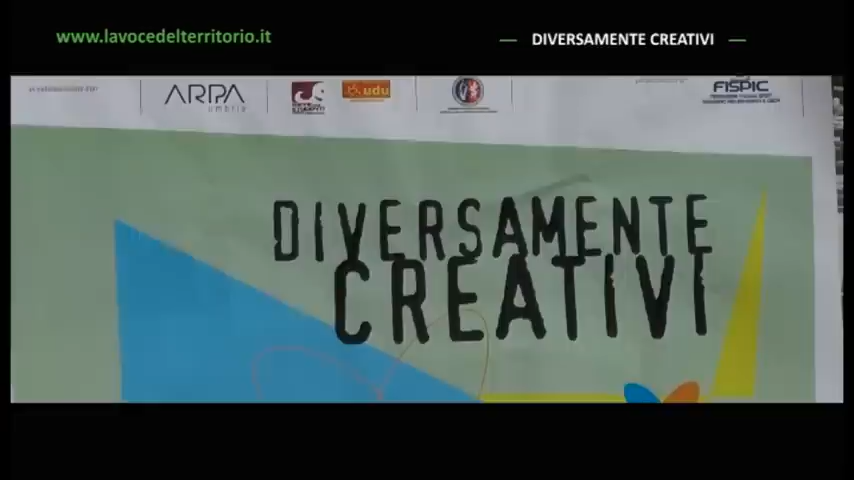 www.lavocedelterritorio.it
— DIVERSAMENTE CREATIVI —
ARPA
umbria
udu
FISPIC
DIVERSAMENTE
CREATIVI